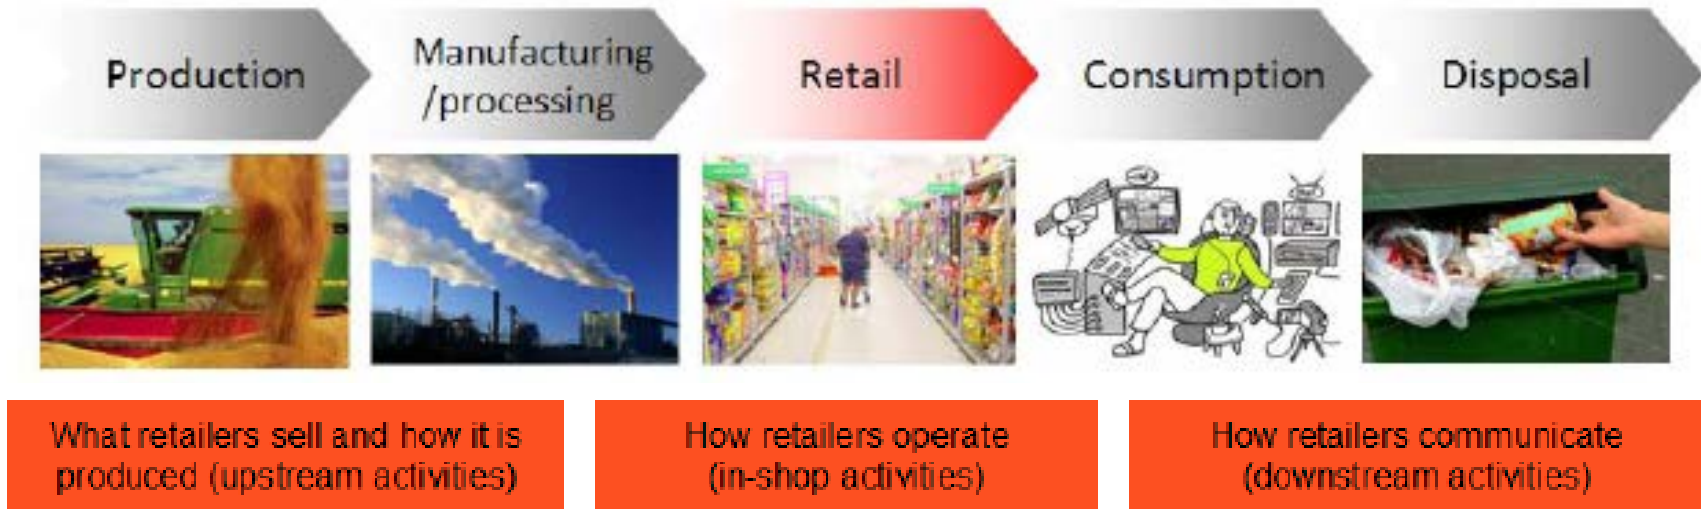 Production
Manufacturing
/processing
Retail
Consumption
Disposal
What retailers sell and how it is
produced (upstream activities)
How retailers operate
(in-shop activities)
How retailers communicate
(downstream activities)